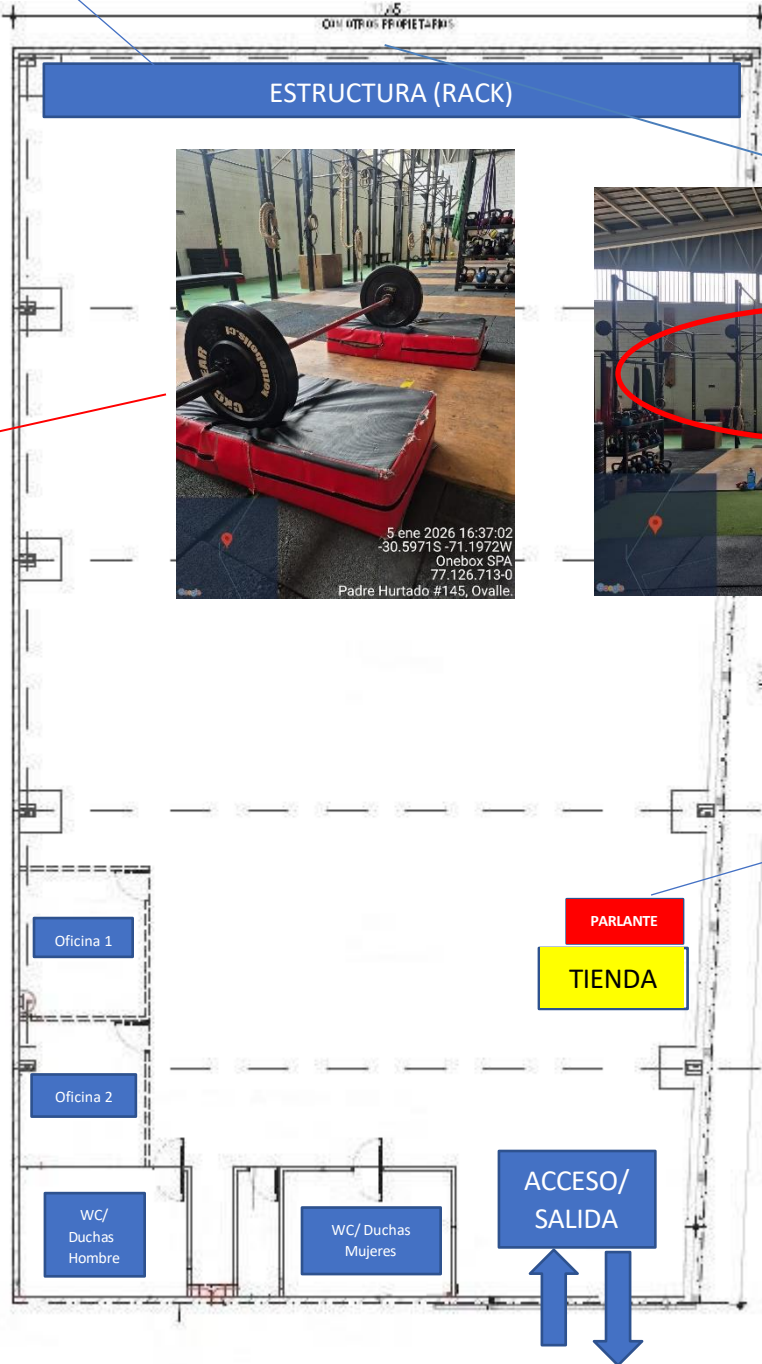 CON OTROS PROPIETARIOS
ESTRUCTURA (RACK)
5 ene 2026 16:37:02
-30.5971S -71.1972W
Onebox SPA
77.126.713-0
Padre Hurtado #145, Ovalle.
Google
Google
PARLANTE
TIENDA
Oficina 1
Oficina 2
WC/
Duchas
Hombre
WC/ Duchas
Mujeres
ACCESO/
SALIDA